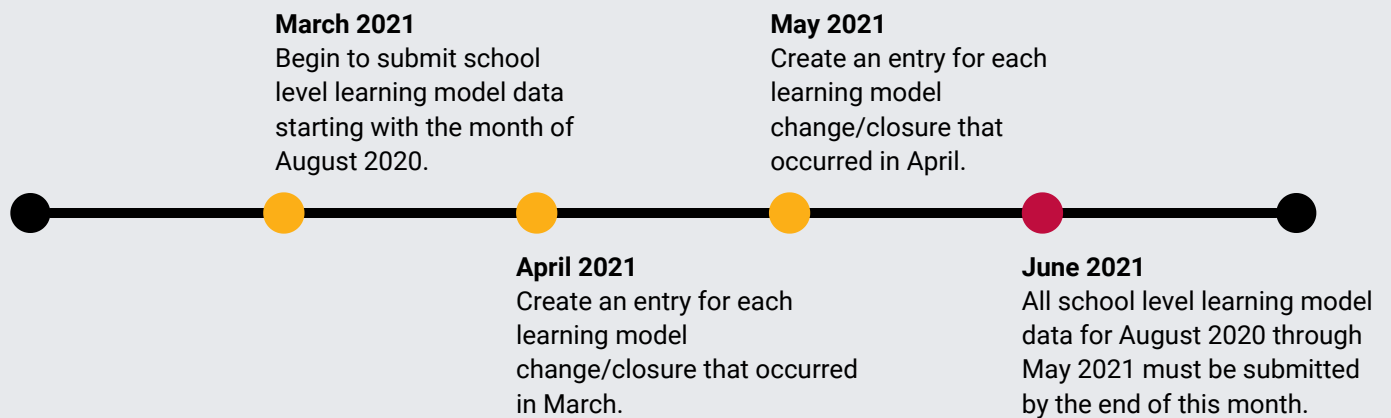 March 2021
Begin to submit school
level learning model data
starting with the month of
August 2020.
May 2021
Create an entry for each
learning model
change/closure that
occurred in April.
April 2021
Create an entry for each
learning model
change/closure that occurred
in March.
June 2021
All school level learning model
data for August 2020 through
May 2021 must be submitted
by the end of this month.